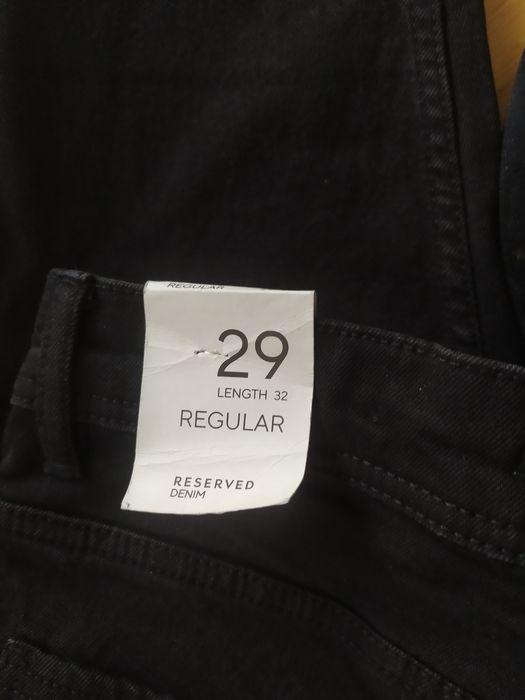 REGULAR
29
LENGTH 32
REGULAR
RESERVED
DENIM